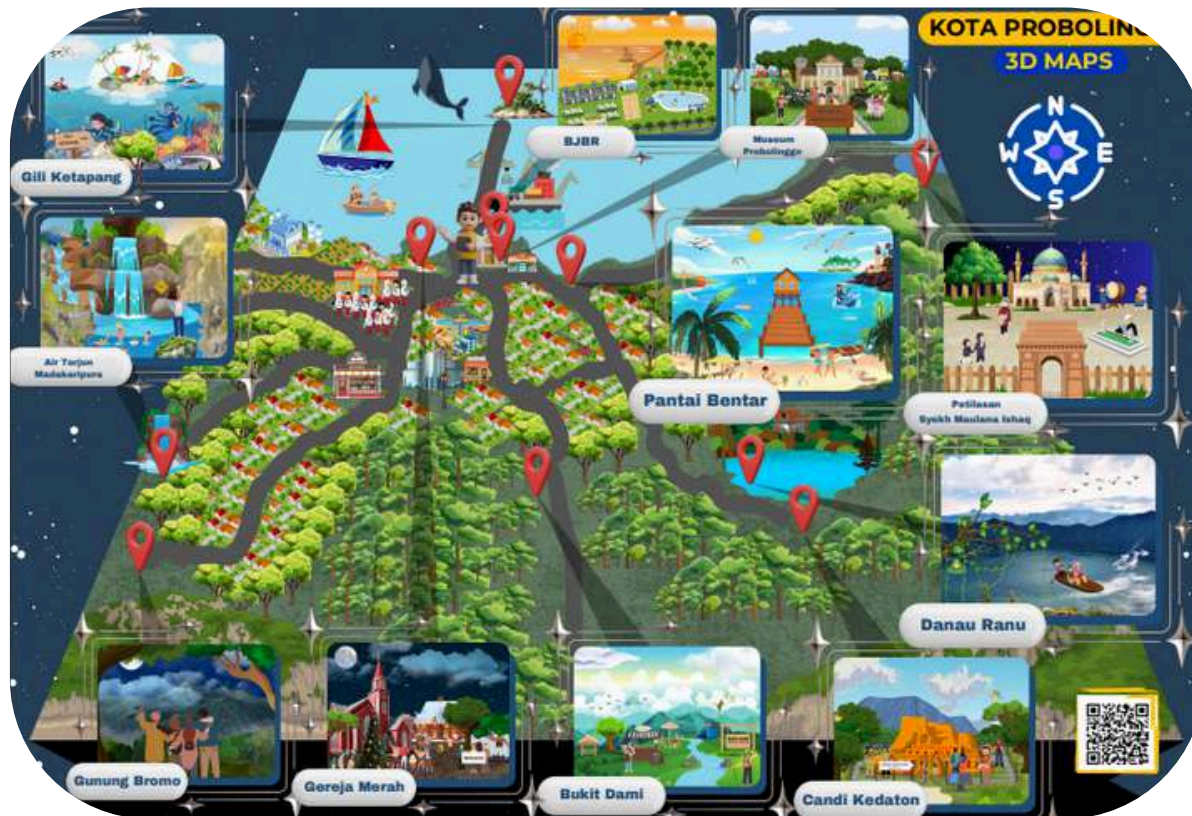 KOTA PROBOLING
3D MAPS
N
W E
S
Gili Ketapang
BJBR
Museum
Probolinggo
Air Terjun
Madakaripura
Pantai Bentar
Petilasan
Syekh Maulana Ishaq
Danau Ranu
Gunung Bromo
Gereja Merah
Bukit Dami
Candi Kedaton